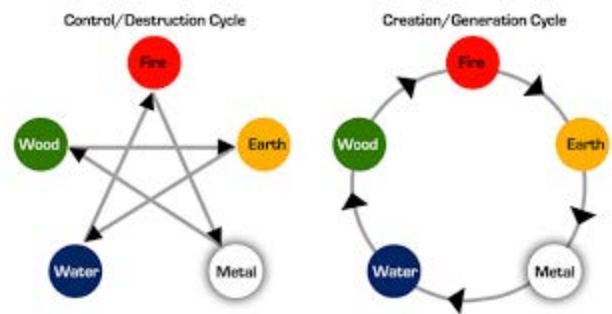 Control/Destruction Cycle
Fire
Wood
Earth
Water
Metal
Creation/Generation Cycle
Fire
Wood
Earth
Water
Metal